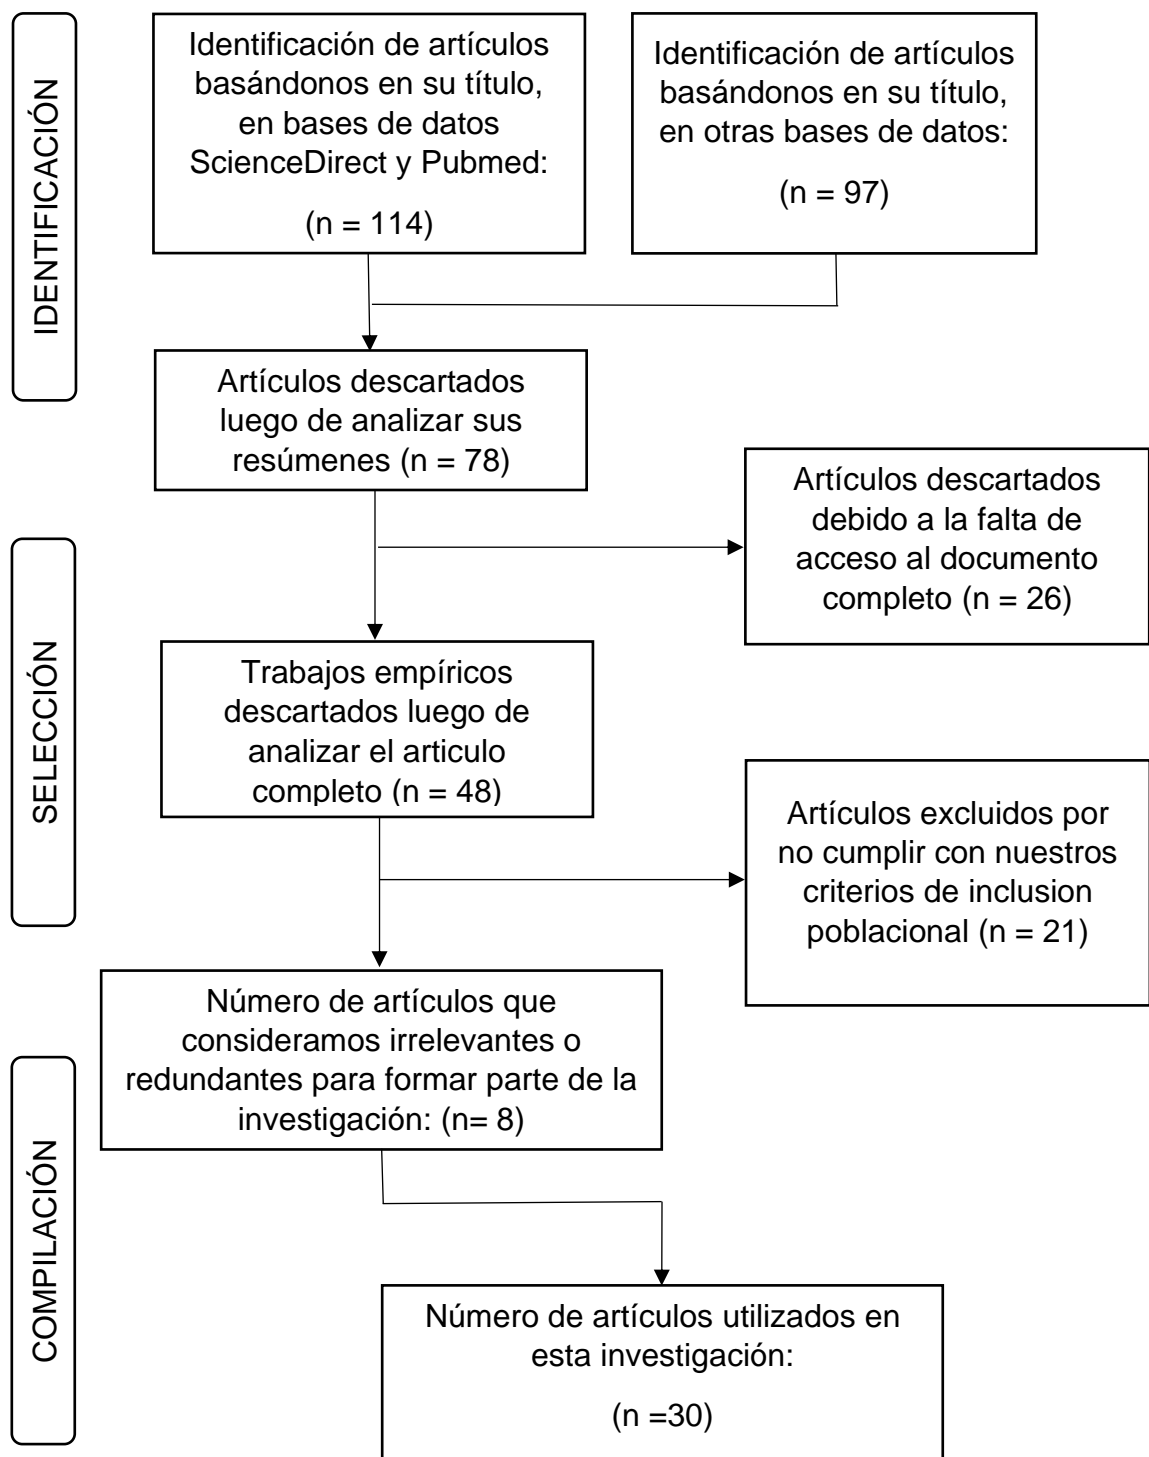 IDENTIFICACIÓN
Identificación de artículos
basándonos en su título,
en bases de datos
ScienceDirect y Pubmed:
(n = 114)
Identificación de artículos
basándonos en su título,
en otras bases de datos:
(n = 97)
Artículos descartados
luego de analizar sus
resúmenes (n = 78)
Artículos descartados
debido a la falta de
acceso al documento
completo (n = 26)
SELECCIÓN
Trabajos empíricos
descartados luego de
analizar el articulo
completo (n = 48)
Artículos excluidos por
no cumplir con nuestros
criterios de inclusion
poblacional (n = 21)
Número de artículos que
consideramos irrelevantes o
redundantes para formar parte de la
investigación: (n= 8)
COMPILACIÓN
Número de artículos utilizados en
esta investigación:
(n =30)